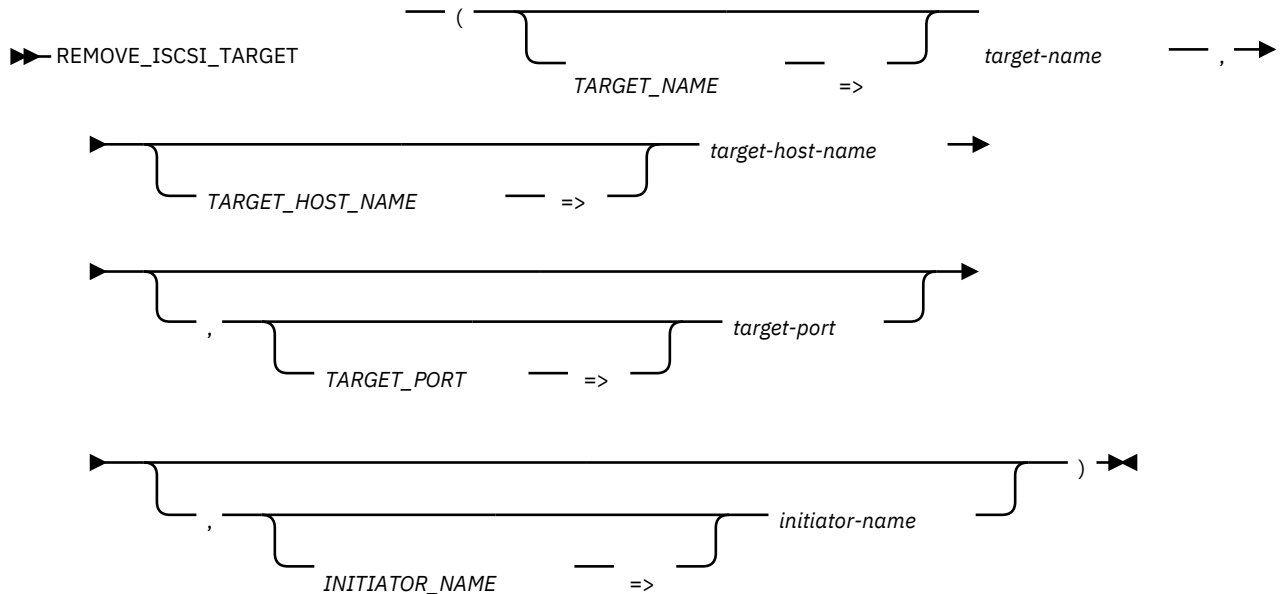 REMOVE_ISCSI_TARGET ( TARGET_NAME => target-name ,
TARGET_HOST_NAME => target-host-name
, TARGET_PORT => target-port
, INITIATOR_NAME => initiator-name )